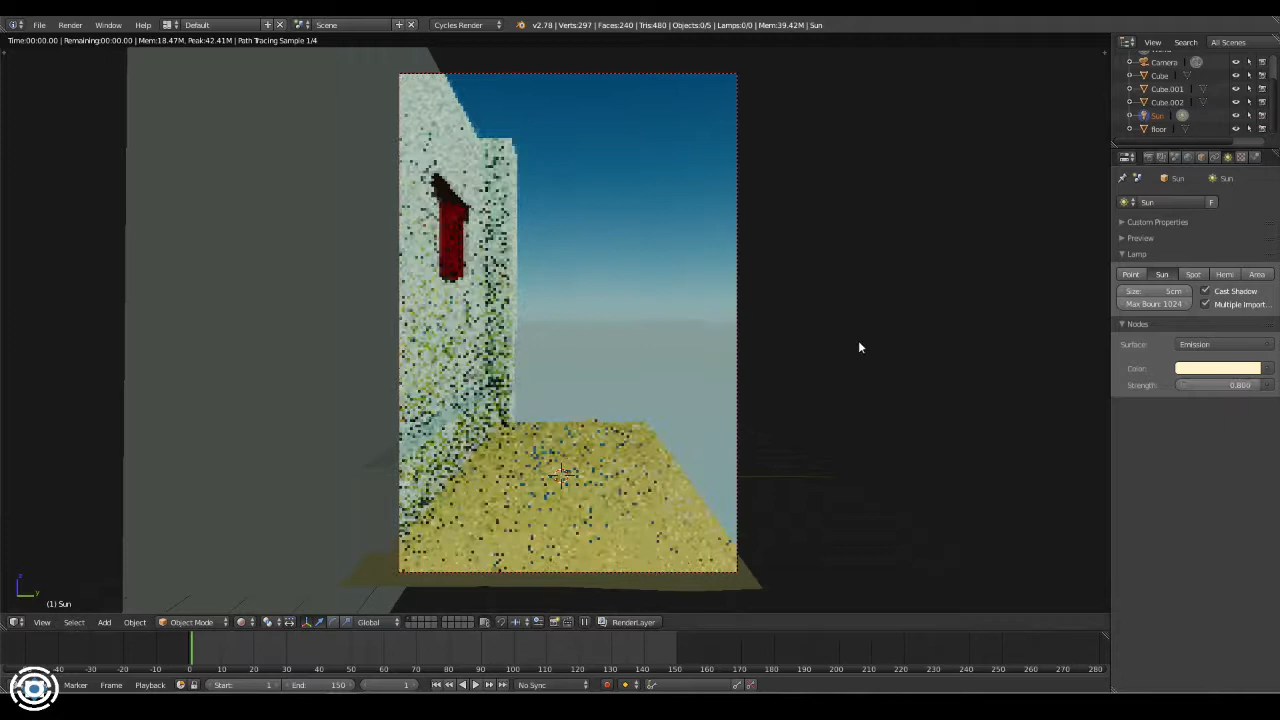 File Render Window Help Default Scene Cycles Render v2.78 | Verts:297 | Faces:240 | Tris:480 | Objects:0/5 | Lamps:0/0 | Mem:39.42M | Sun
Time:00:00.00 | Remaining:00:00.00 | Mem:18.47M, Peak:42.41M | Path Tracing Sample 1/4
View Search All Scenes
Camera
Cube
Cube.001
Cube.002
Sun
floor
Sun Sun
Sun F
Custom Properties
Preview
Lamp
Point Sun Spot Hemi Area
Size: 5cm Cast Shadow
Max Boun: 1024 Multiple Import...
Nodes
Surface: Emission
Color:
Strength: 0.800
z
y
(1) Sun
View Select Add Object Object Mode Global RenderLayer
-40 -30 -20 -10 0 10 20 30 40 50 60 70 80 90 100 110 120 130 140 150 160 170 180 190 200 210 220 230 240 250 260 270 280
Marker Frame Playback Start: 1 End: 150 1 No Sync